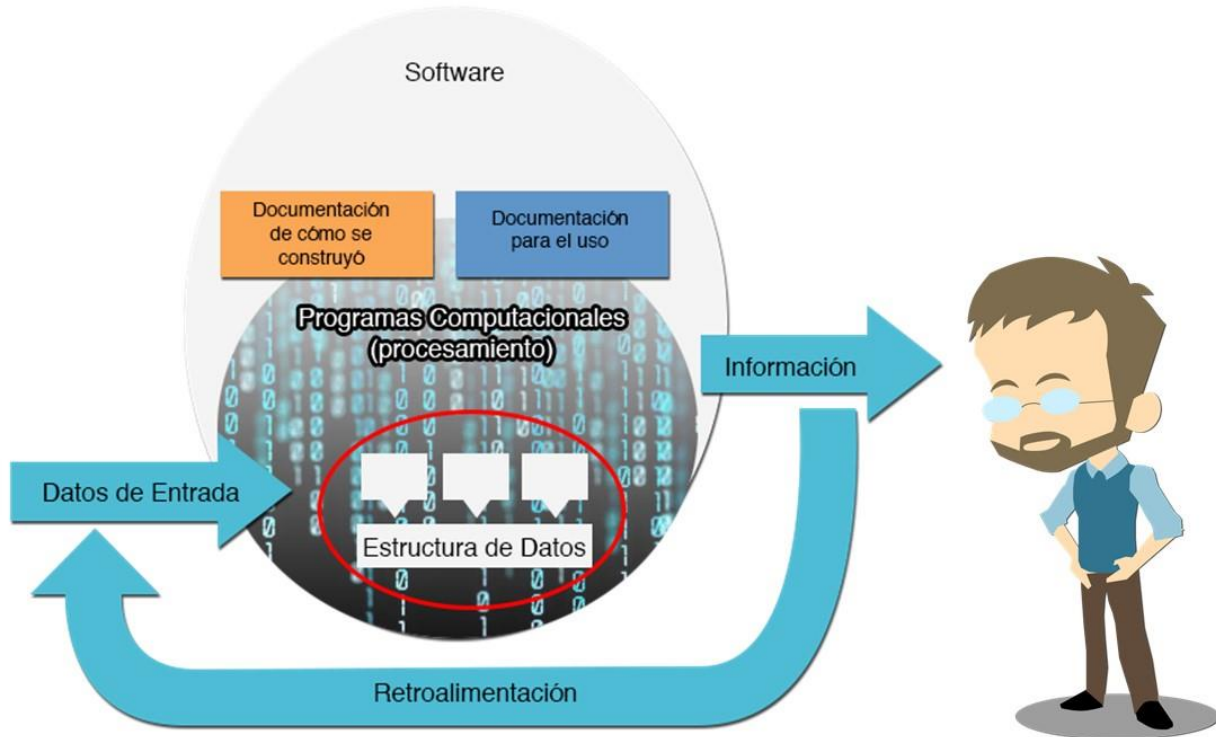 Software
Documentación
de cómo se
construyó
Documentación
para el uso
Programas Computacionales
(procesamiento)
Información
Datos de Entrada
Estructura de Datos
Retroalimentación